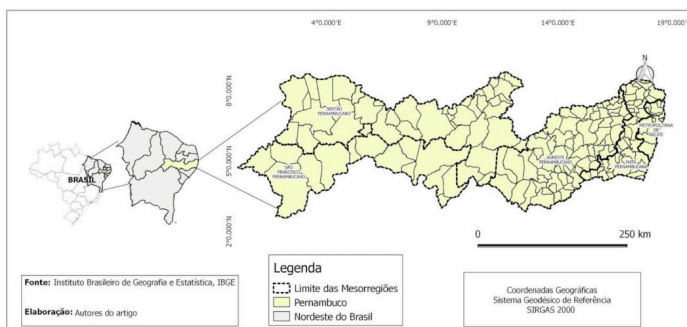 4°0.000'E 9°0.000'E 14°0.000'E 19°0.000'E
N
8°0.000'N
5°0.000'N
2°0.000'N
SERTÃO
PERNAMBUCANO
SÃO
FRANCISCO
PERNAMBUCANO
AGRESTE
PERNAMBUCANO
METROPOLITANA
DE
RECIFE
A MATA
PERNAMBUCANA
BRASIL
0 250 km
Legenda
Limite das Mesorregiões
Pernambuco
Nordeste do Brasil
Fonte: Instituto Brasileiro de Geografia e Estatística, IBGE
Elaboração: Autores do artigo
Coordenadas Geográficas
Sistema Geodésico de Referência
SIRGAS 2000